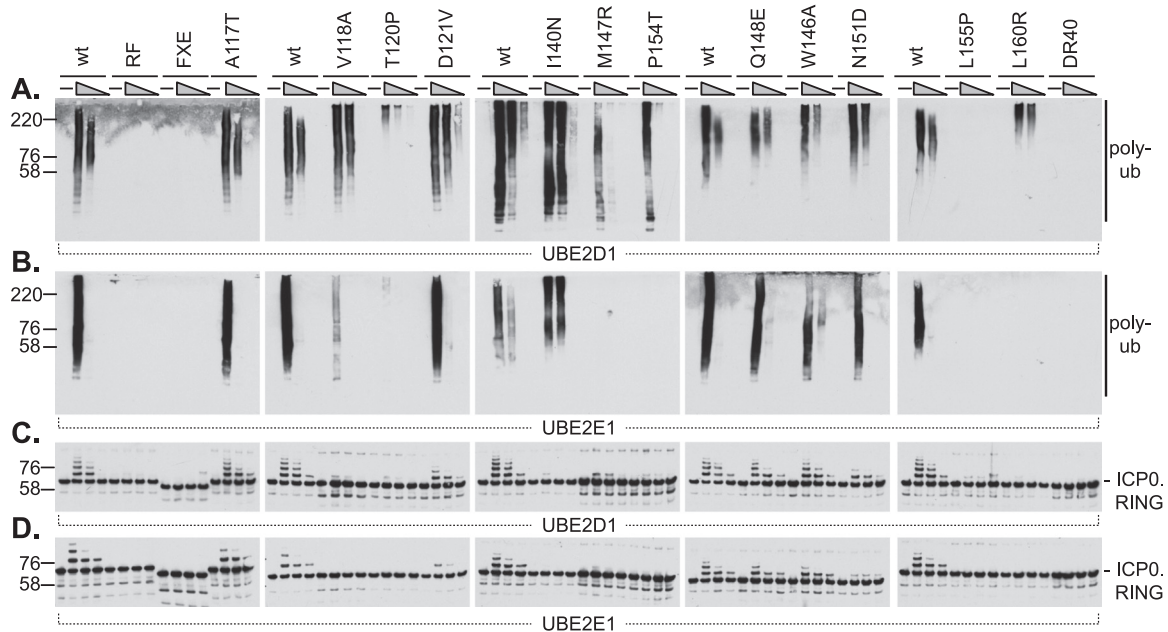 wt RF FXE A117T wt V118A T120P D121V wt I140N M147R P154T wt Q148E W146A N151D wt L155P L160R DR40
A.
220
76
58
poly-
ub
UBE2D1
B.
220
76
58
poly-
ub
UBE2E1
C.
76
58
- ICP0.
RING
UBE2D1
D.
76
58
- ICP0.
RING
UBE2E1